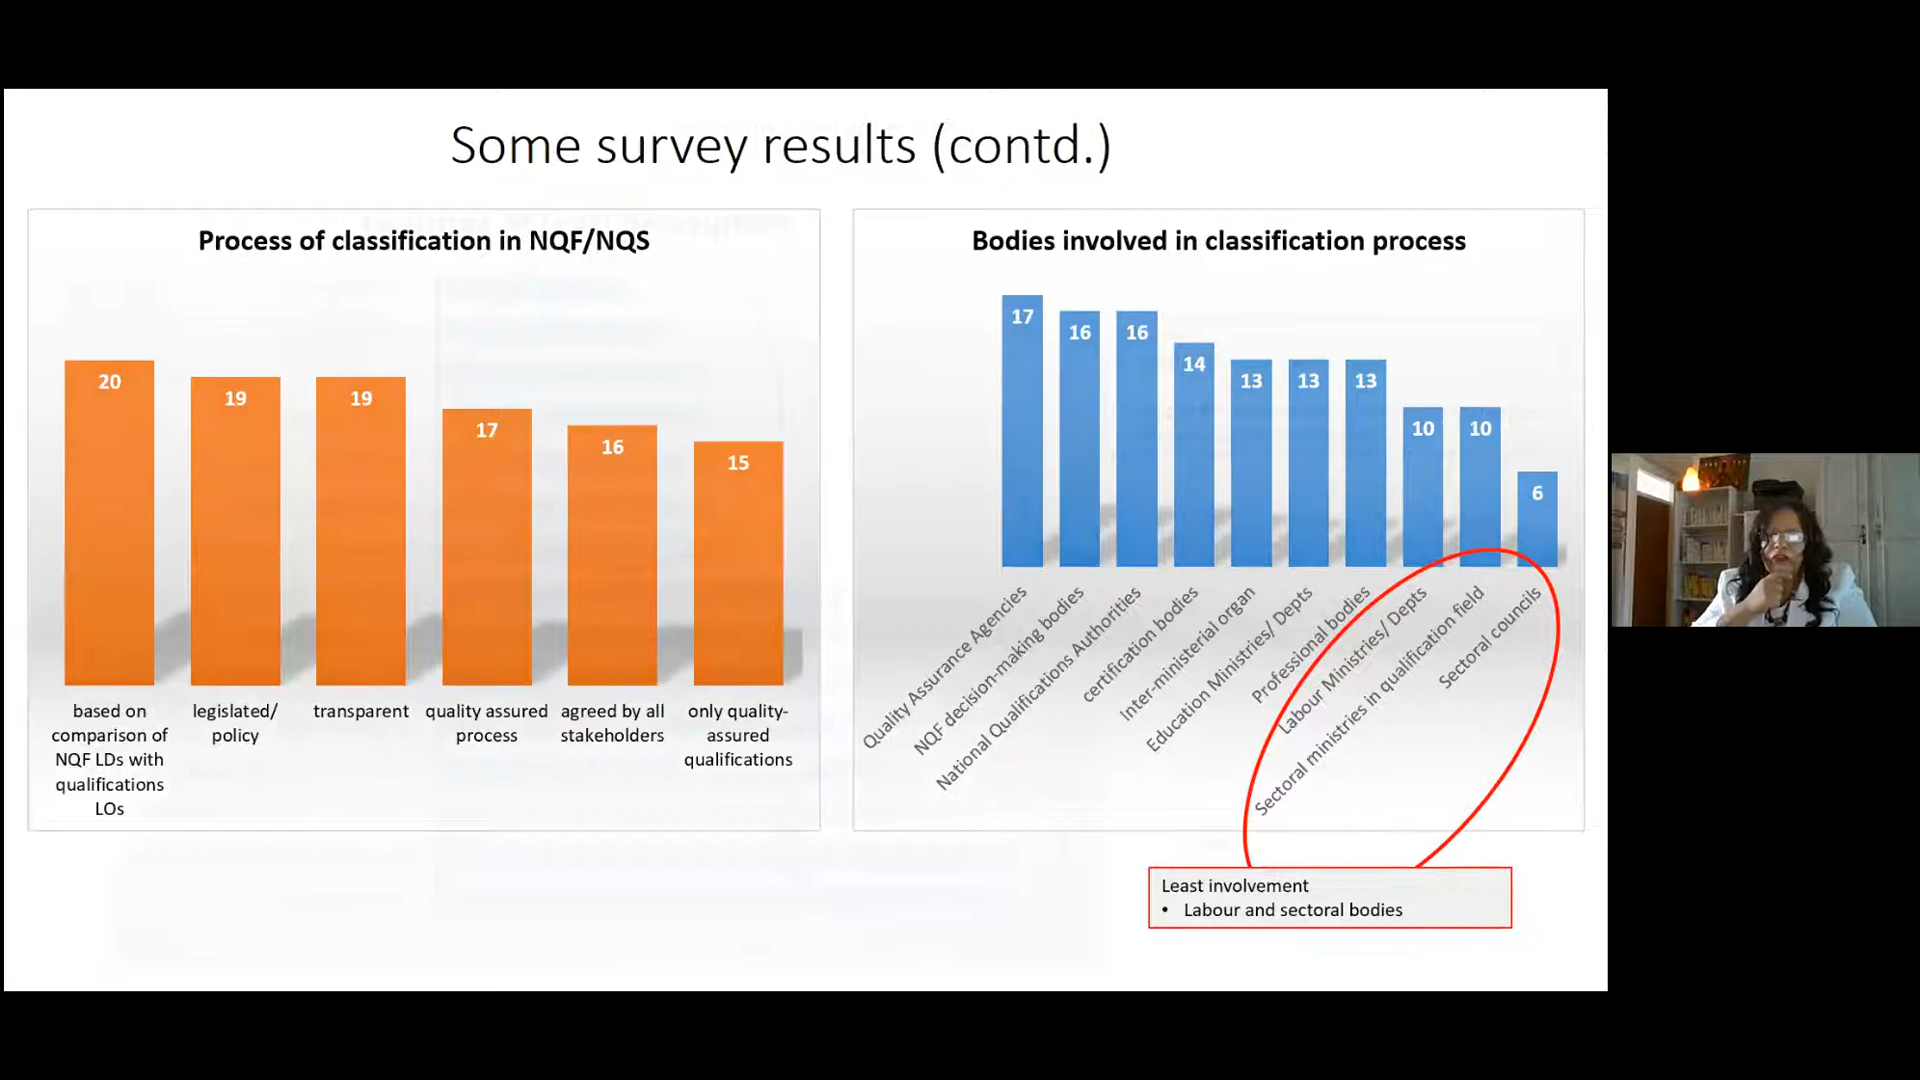 Some survey results (contd.)
Process of classification in NQF/NQS
20
19
19
17
16
15
based on
comparison of
NQF LDs with
qualifications
LOs
legislated/
policy
transparent
quality assured
process
agreed by all
stakeholders
only quality-
assured
qualifications
Bodies involved in classification process
17
16
16
14
13
13
13
10
10
6
Quality Assurance Agencies
NQF decision-making bodies
National Qualifications Authorities
certification bodies
Inter-ministerial organ
Education Ministries/ Depts
Professional bodies
Labour Ministries/ Depts
Sectoral ministries in qualification field
Sectoral councils
Least involvement
• Labour and sectoral bodies